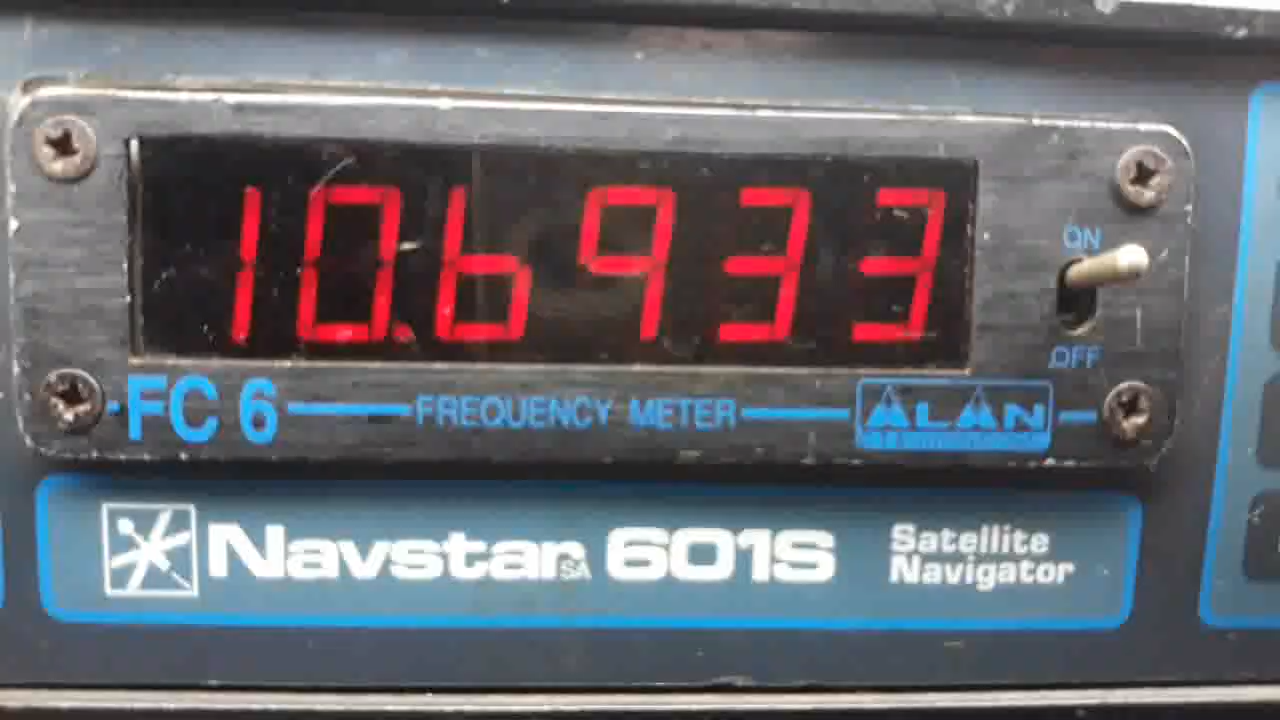 10.6933
ON
OFF
FC 6 FREQUENCY METER ALAN
Navstar SA 601S Satellite
Navigator